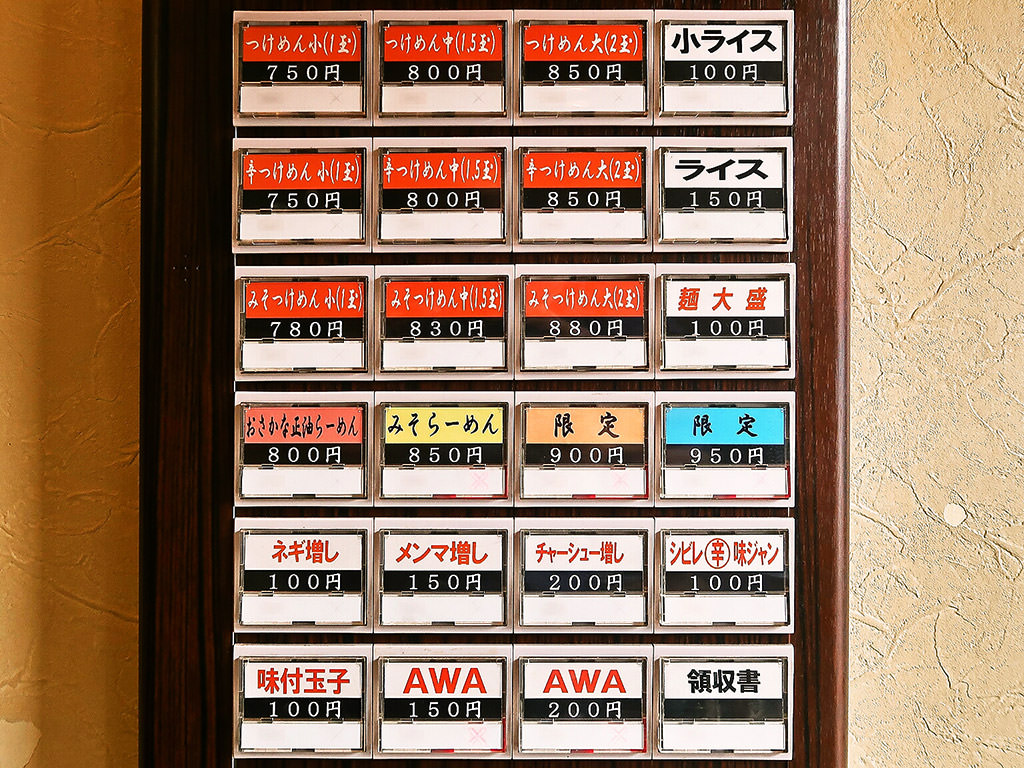 つけめん小(1玉)
750円
つけめん中(1.5玉)
800円
つけめん大(2玉)
850円
小ライス
100円
辛つけめん小(1玉)
750円
辛つけめん中(1.5玉)
800円
辛つけめん大(2玉)
850円
ライス
150円
みそつけめん小(1玉)
780円
みそつけめん中(1.5玉)
830円
みそつけめん大(2玉)
880円
麺大盛
100円
おさかな正油らーめん
800円
みそらーめん
850円
限定
900円
限定
950円
ネギ増し
100円
メンマ増し
150円
チャーシュー増し
200円
シビレ辛味ジャン
100円
味付玉子
100円
AWA
150円
AWA
200円
領収書